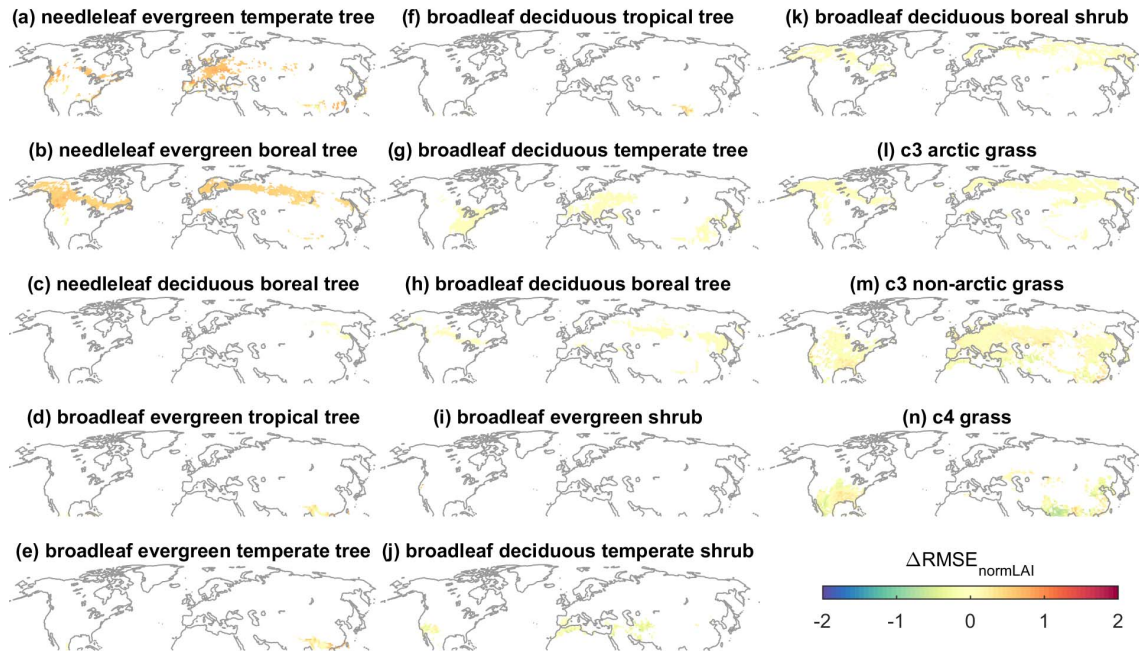 (a) needleleaf evergreen temperate tree
(f) broadleaf deciduous tropical tree
(k) broadleaf deciduous boreal shrub
(b) needleleaf evergreen boreal tree
(g) broadleaf deciduous temperate tree
(l) c3 arctic grass
(c) needleleaf deciduous boreal tree
(h) broadleaf deciduous boreal tree
(m) c3 non-arctic grass
(d) broadleaf evergreen tropical tree
(i) broadleaf evergreen shrub
(n) c4 grass
(e) broadleaf evergreen temperate tree
(j) broadleaf deciduous temperate shrub
ΔRMSE_normLAI
-2 -1 0 1 2